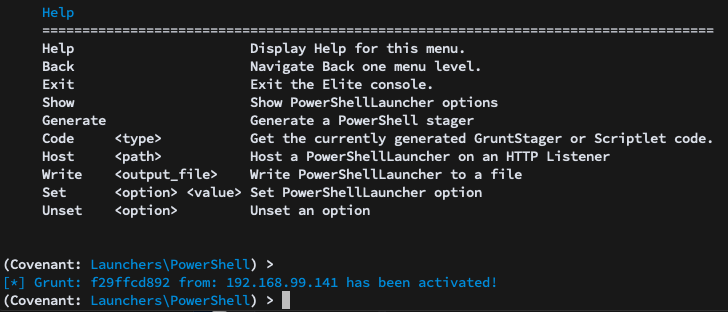 Help
====================================================================================
Help Display Help for this menu.
Back Navigate Back one menu level.
Exit Exit the Elite console.
Show Show PowerShellLauncher options
Generate Generate a PowerShell stager
Code <type> Get the currently generated GruntStager or Scriptlet code.
Host <path> Host a PowerShellLauncher on an HTTP Listener
Write <output_file> Write PowerShellLauncher to a file
Set <option> <value> Set PowerShellLauncher option
Unset <option> Unset an option
(Covenant: Launchers\PowerShell) >
[*] Grunt: f29ffcd892 from: 192.168.99.141 has been activated!
(Covenant: Launchers\PowerShell) >